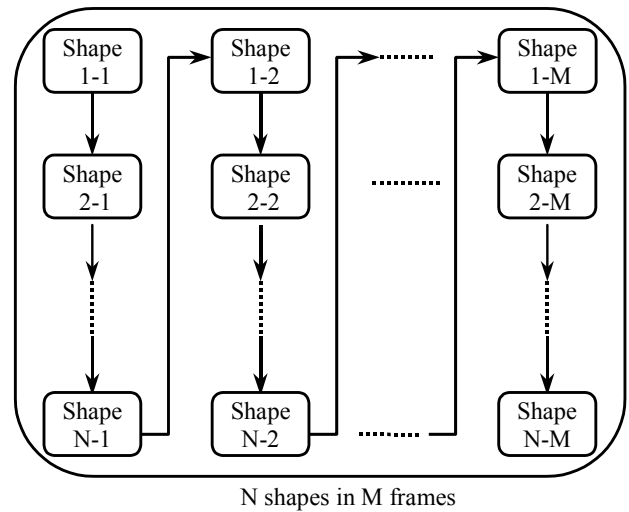 Shape
1-1
Shape
1-2
Shape
1-M
Shape
2-1
Shape
2-2
Shape
2-M
Shape
N-1
Shape
N-2
Shape
N-M
N shapes in M frames